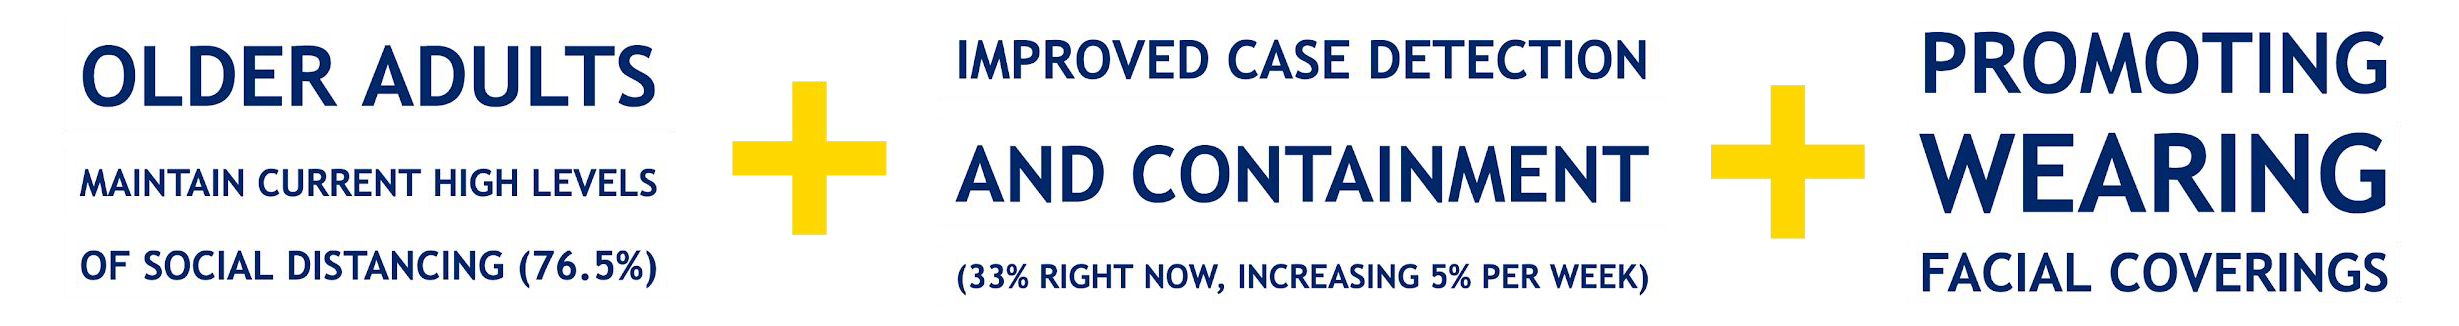 OLDER ADULTS
MAINTAIN CURRENT HIGH LEVELS
OF SOCIAL DISTANCING (76.5%)
IMPROVED CASE DETECTION
AND CONTAINMENT
(33% RIGHT NOW, INCREASING 5% PER WEEK)
PROMOTING
WEARING
FACIAL COVERINGS